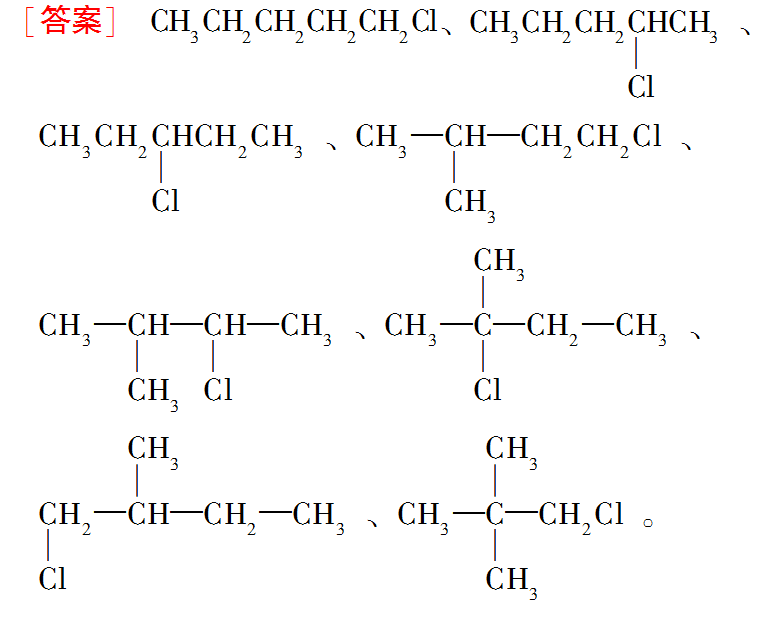 [答案] CH₃CH₂CH₂CH₂CH₂Cl、CH₃CH₂CH₂CHCH₃、
Cl
CH₃CH₂CHCH₂CH₃、CH₃—CH—CH₂CH₂Cl、
Cl CH₃
CH₃
CH₃—CH—CH—CH₃、CH₃—C—CH₂—CH₃、
CH₃ Cl Cl
CH₃ CH₃
CH₂—CH—CH₂—CH₃、CH₃—C—CH₂Cl。
Cl CH₃